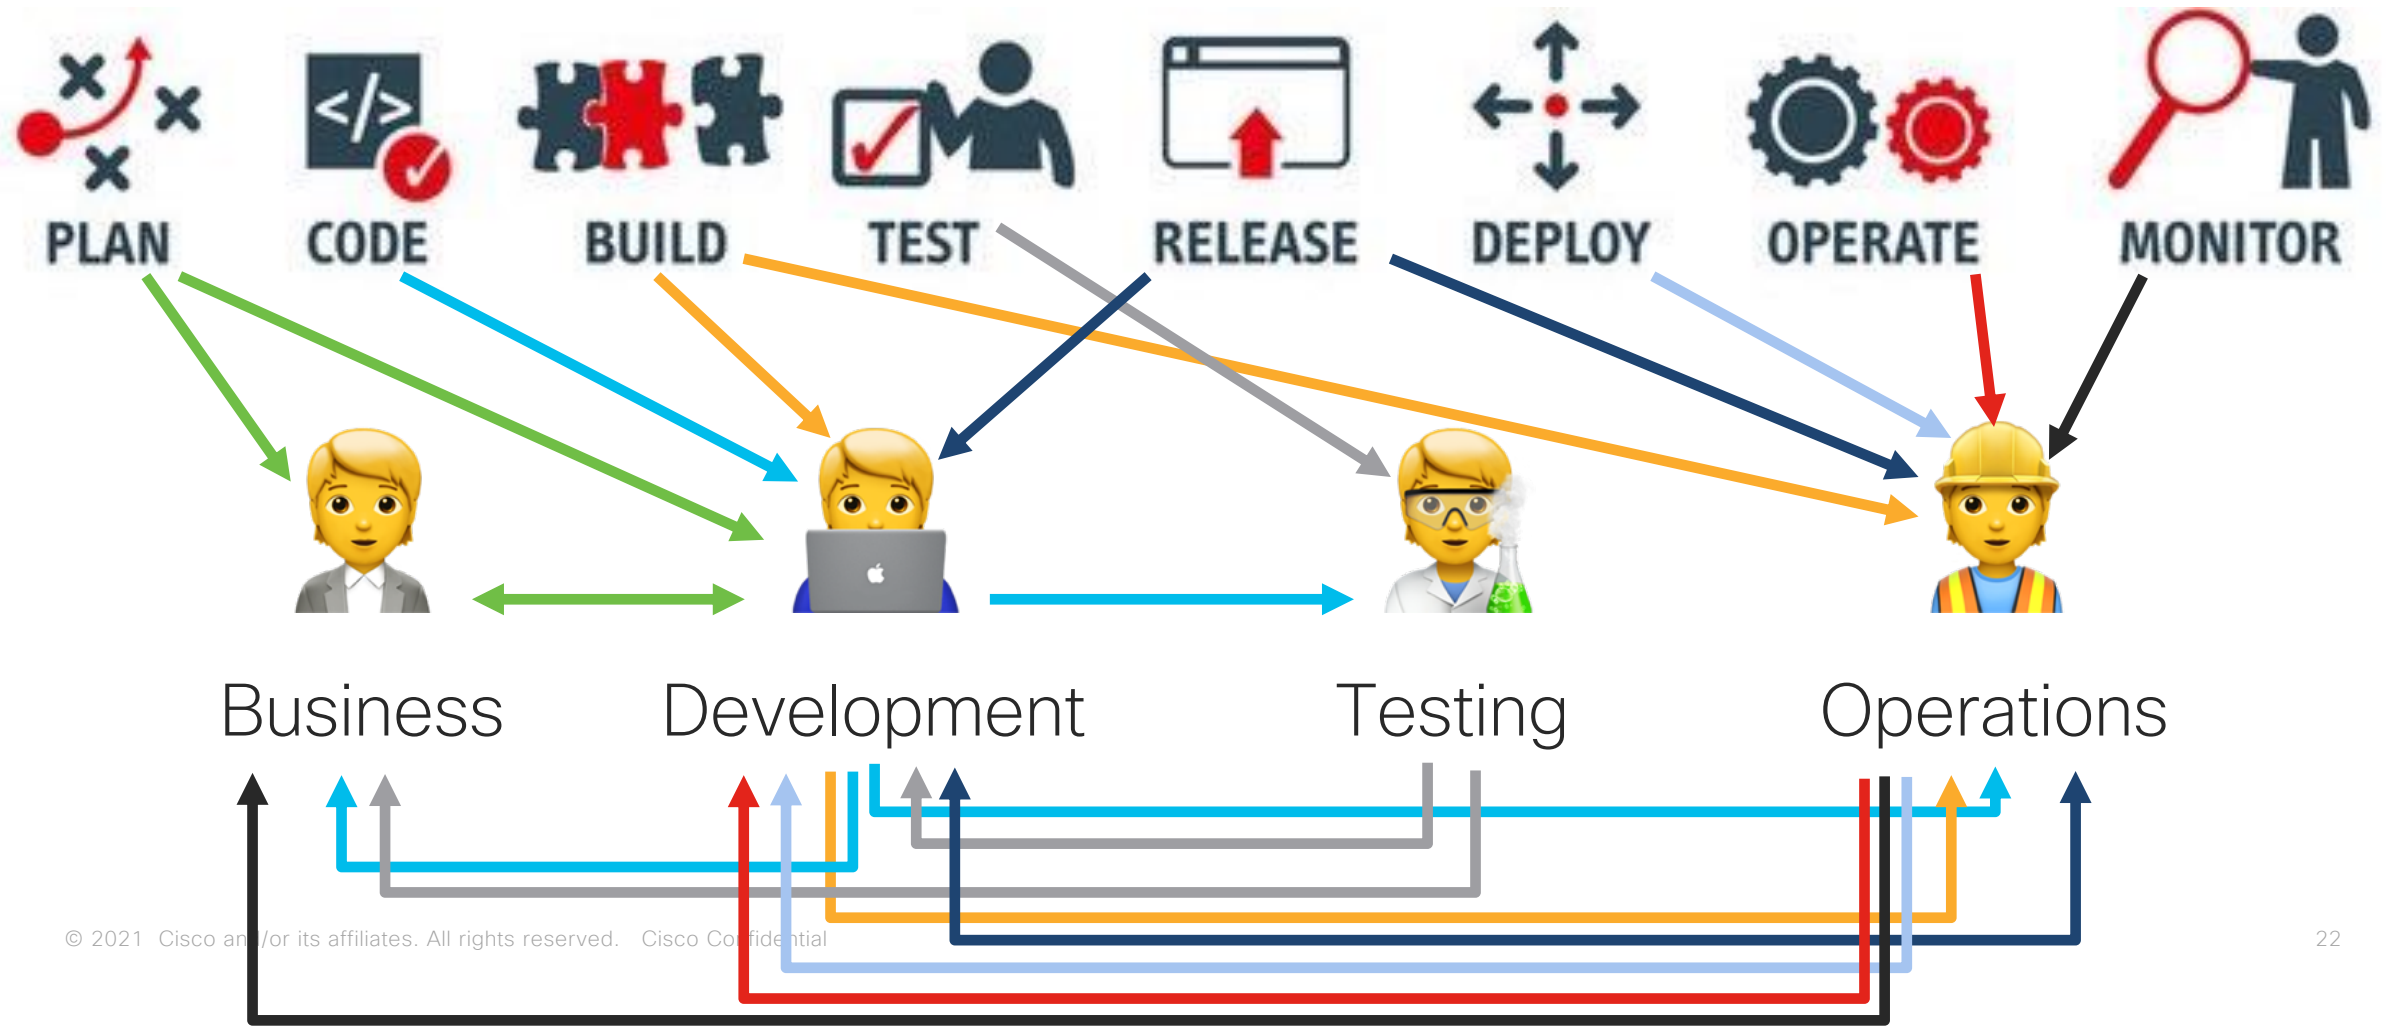 </>
PLAN CODE BUILD TEST RELEASE DEPLOY OPERATE MONITOR
Business Development Testing Operations
© 2021 Cisco and/or its affiliates. All rights reserved. Cisco Confidential 22